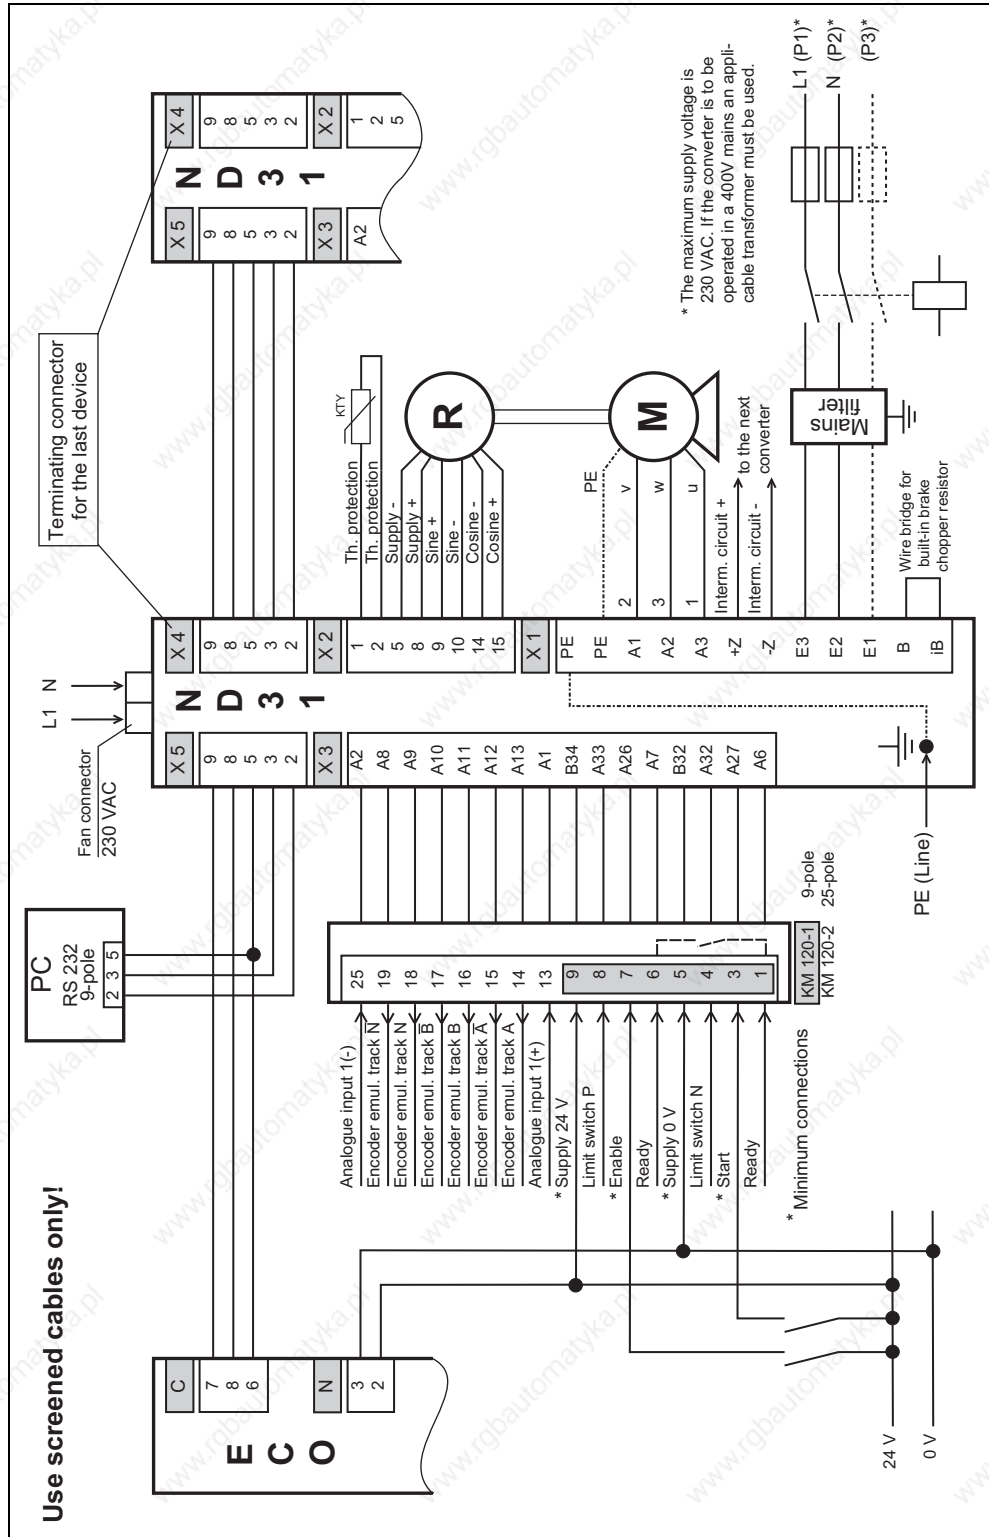 Use screened cables only!
ECO
C
7
8
6
N
3
2
24 V
0 V
PC
RS 232
9-pole
2 3 5
Analogue input 1(-)
Encoder emul. track N̅
Encoder emul. track N
Encoder emul. track B̅
Encoder emul. track B
Encoder emul. track A̅
Encoder emul. track A
Analogue input 1(+)
* Supply 24 V
Limit switch P
* Enable
Ready
* Supply 0 V
Limit switch N
* Start
Ready
* Minimum connections
25
19
18
17
16
15
14
13
9
8
7
6
5
4
3
1
KM 120-1 9-pole
KM 120-2 25-pole
Fan connector
230 VAC
L1 N
ND31
X 5
9
8
5
3
2
X 3
A2
A8
A9
A10
A11
A12
A13
A1
B34
A33
A26
A7
B32
A32
A27
A6
PE (Line)
X 4
9
8
5
3
2
X 2
1
2
5
8
9
10
14
15
X 1
PE
PE
A1
A2
A3
+Z
-Z
E3
E2
E1
B
iB
Terminating connector
for the last device
Th. protection
Th. protection
Supply -
Supply +
Sine +
Sine -
Cosine -
Cosine +
KTY
R
M
PE
2 v
3 w
1 u
Interm. circuit +
Interm. circuit -
to the next
converter
Mains
filter
Wire bridge for
built-in brake
chopper resistor
ND31
X 5
9
8
5
3
2
X 3
A2
X 4
9
8
5
3
2
X 2
1
2
5
* The maximum supply voltage is
230 VAC. If the converter is to be
operated in a 400V mains an appli-
cable transformer must be used.
L1 (P1)*
N (P2)*
(P3)*
www.rgbautomatyka.pl